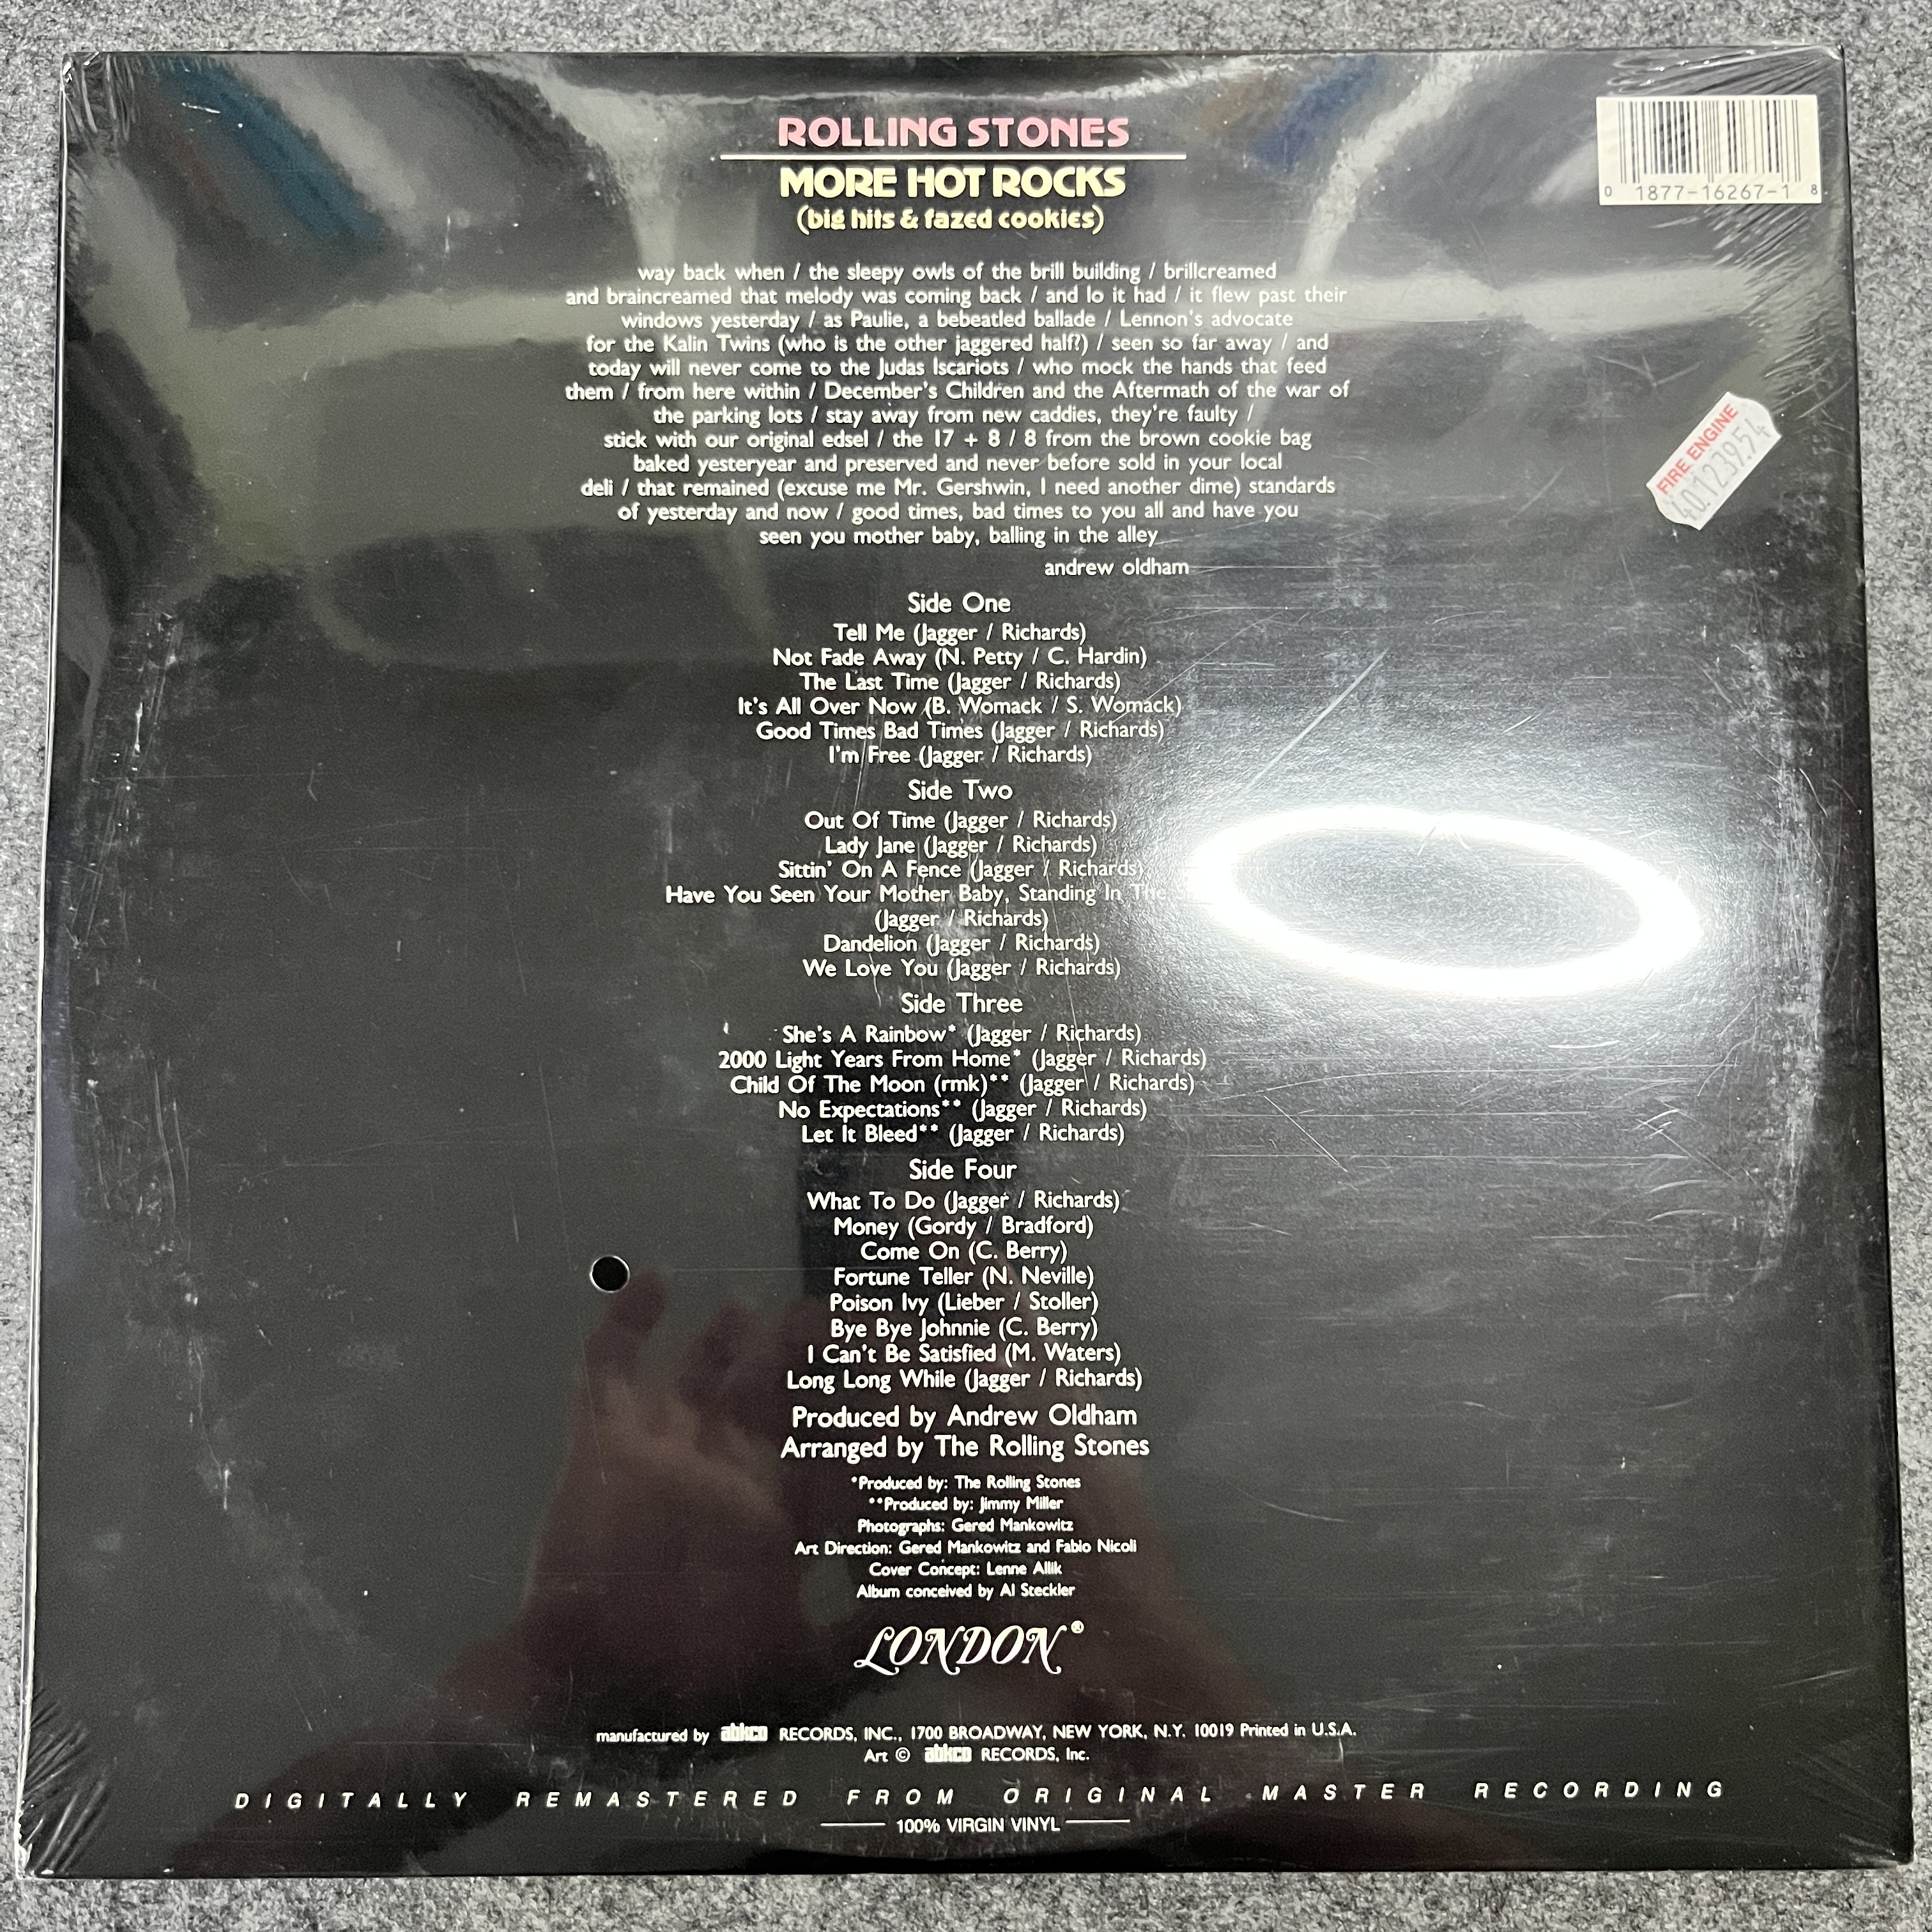 ROLLING STONES
MORE HOT ROCKS
(big hits & fazed cookies)
0 1877-16267-1 8
way back when / the sleepy owls of the brill building / brillcreamed
and braincreamed that melody was coming back / and lo it had / it flew past their
windows yesterday / as Paulie, a bebeatled ballade / Lennon's advocate
for the Kalin Twins (who is the other jaggered half?) / seen so far away / and
today will never come to the Judas Iscariots / who mock the hands that feed
them / from here within / December's Children and the Aftermath of the war of
the parking lots / stay away from new caddies, they're faulty /
stick with our original edsel / the 17 + 8 / 8 from the brown cookie bag
baked yesteryear and preserved and never before sold in your local
deli / that remained (excuse me Mr. Gershwin, I need another dime) standards
of yesterday and now / good times, bad times to you all and have you
seen you mother baby, balling in the alley
andrew oldham
FIRE ENGINE
40123954
Side One
Tell Me (Jagger / Richards)
Not Fade Away (N. Petty / C. Hardin)
The Last Time (Jagger / Richards)
It's All Over Now (B. Womack / S. Womack)
Good Times Bad Times (Jagger / Richards)
I'm Free (Jagger / Richards)
Side Two
Out Of Time (Jagger / Richards)
Lady Jane (Jagger / Richards)
Sittin' On A Fence (Jagger / Richards)
Have You Seen Your Mother Baby, Standing In The
(Jagger / Richards)
Dandelion (Jagger / Richards)
We Love You (Jagger / Richards)
Side Three
She's A Rainbow* (Jagger / Richards)
2000 Light Years From Home* (Jagger / Richards)
Child Of The Moon (rmk)** (Jagger / Richards)
No Expectations** (Jagger / Richards)
Let It Bleed** (Jagger / Richards)
Side Four
What To Do (Jagger / Richards)
Money (Gordy / Bradford)
Come On (C. Berry)
Fortune Teller (N. Neville)
Poison Ivy (Lieber / Stoller)
Bye Bye Johnnie (C. Berry)
I Can't Be Satisfied (M. Waters)
Long Long While (Jagger / Richards)
Produced by Andrew Oldham
Arranged by The Rolling Stones
*Produced by: The Rolling Stones
**Produced by: Jimmy Miller
Photographs: Gered Mankowitz
Art Direction: Gered Mankowitz and Fabio Nicoli
Cover Concept: Lenne Allik
Album conceived by Al Steckler
LONDON®
manufactured by abkco RECORDS, INC., 1700 BROADWAY, NEW YORK, N.Y. 10019 Printed in U.S.A.
Art © abkco RECORDS, Inc.
DIGITALLY REMASTERED FROM ORIGINAL MASTER RECORDING
100% VIRGIN VINYL